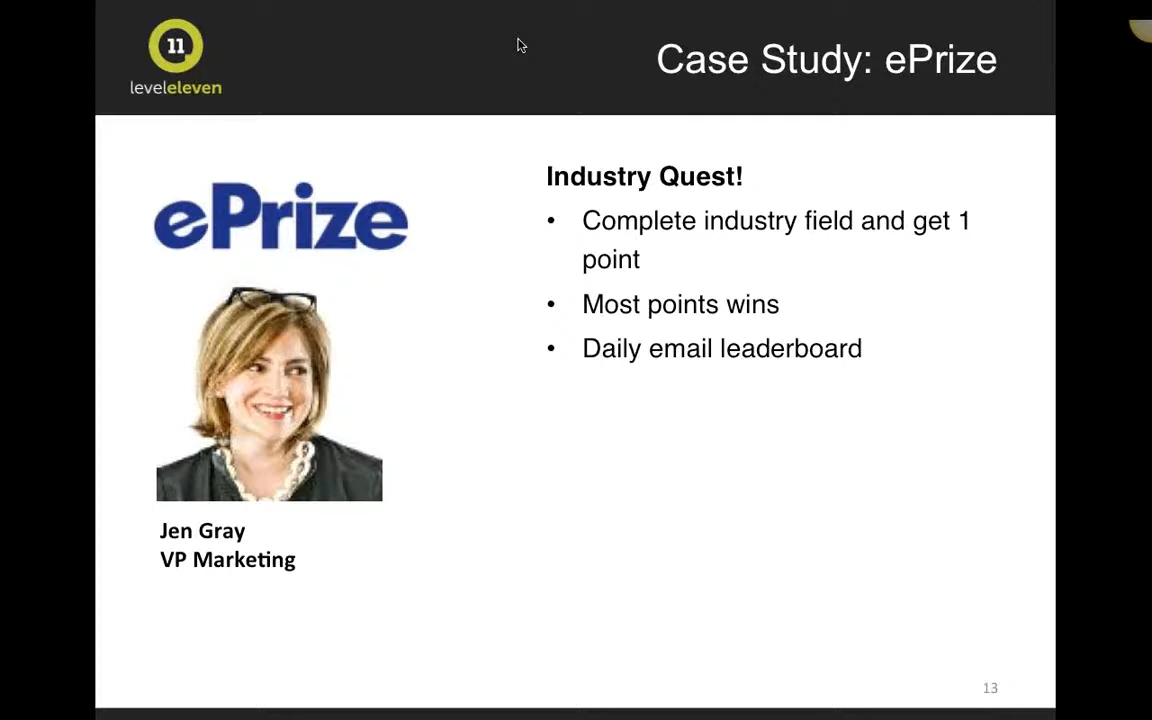 11
leveleleven
Case Study: ePrize
ePrize
Jen Gray
VP Marketing
Industry Quest!
• Complete industry field and get 1
point
• Most points wins
• Daily email leaderboard
13